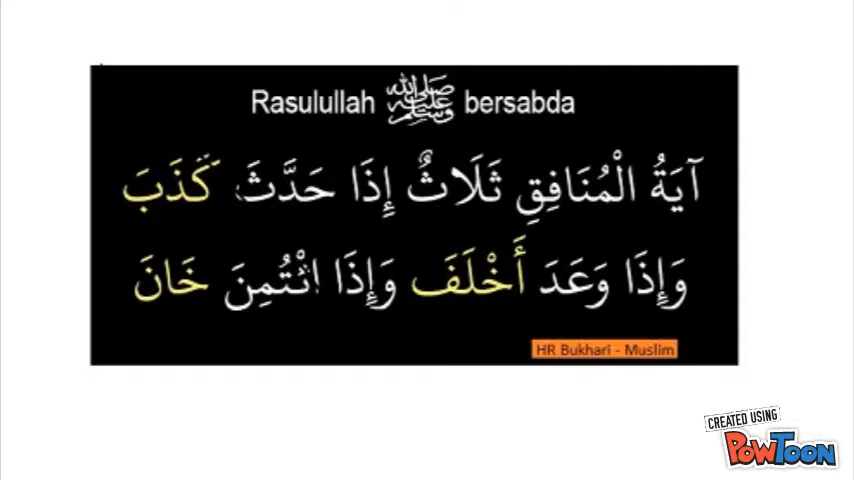 Rasulullah ﷺ bersabda
آيَةُ الْمُنَافِقِ ثَلَاثٌ إِذَا حَدَّثَ كَذَبَ
وَإِذَا وَعَدَ أَخْلَفَ وَإِذَا اؤْتُمِنَ خَانَ
HR Bukhari - Muslim
CREATED USING
POWTOON